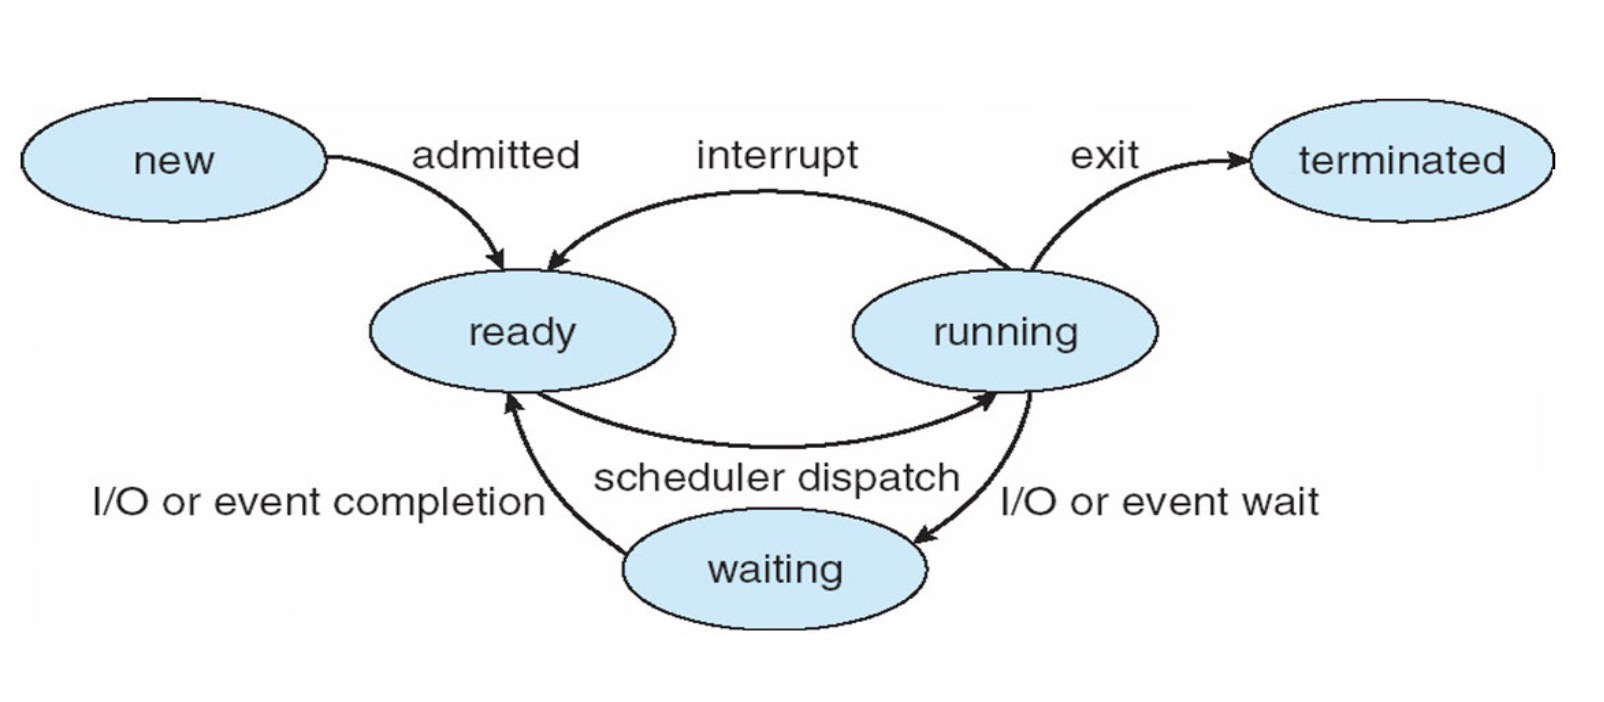 new
admitted
interrupt
exit
terminated
ready
running
scheduler dispatch
I/O or event completion
I/O or event wait
waiting